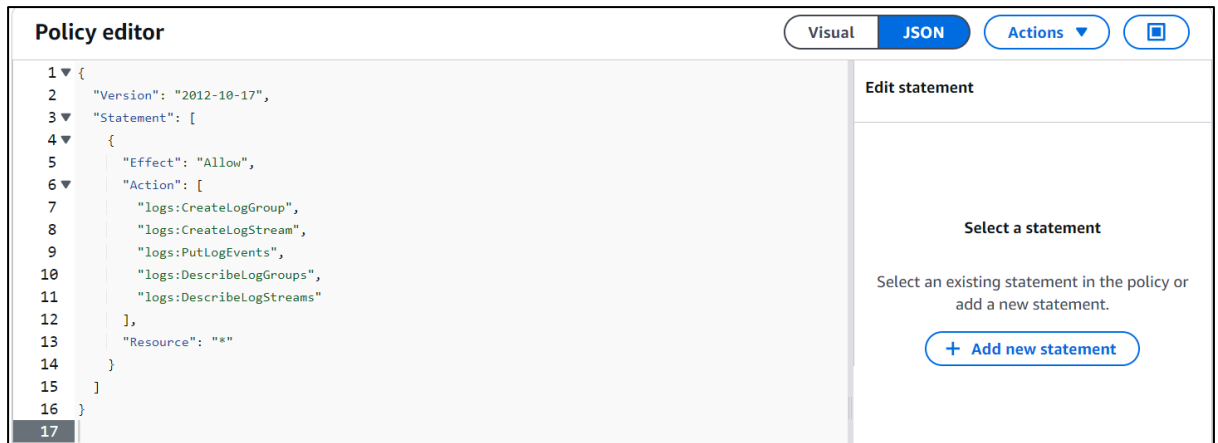 Policy editor
Visual JSON Actions
1 {
2 "Version": "2012-10-17",
3 "Statement": [
4 {
5 "Effect": "Allow",
6 "Action": [
7 "logs:CreateLogGroup",
8 "logs:CreateLogStream",
9 "logs:PutLogEvents",
10 "logs:DescribeLogGroups",
11 "logs:DescribeLogStreams"
12 ],
13 "Resource": "*"
14 }
15 ]
16 }
17
Edit statement
Select a statement
Select an existing statement in the policy or
add a new statement.
+ Add new statement